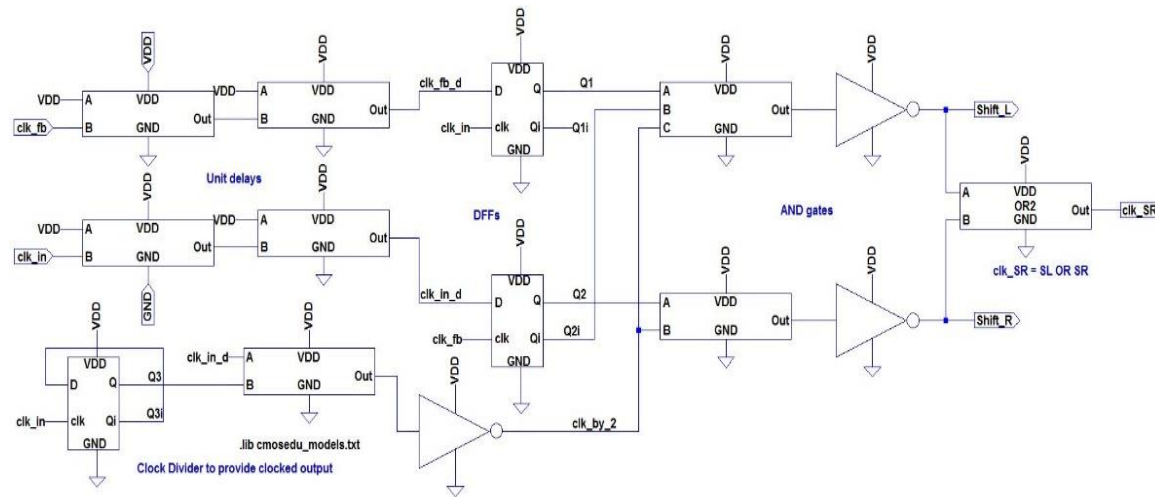 VDD
VDD
A
VDD
Out
B
GND
clk_fb
VDD
VDD
A
VDD
Out
B
GND
clk_fb_d
VDD
VDD
D
Q
Q1
clk_in
clk
Qi
Q1i
GND
VDD
A
VDD
B
Out
C
GND
VDD
Shift_L
Unit delays
VDD
VDD
A
VDD
Out
B
GND
clk_in
GND
VDD
VDD
A
VDD
Out
B
GND
clk_in_d
DFFs
VDD
VDD
D
Q
Q2
clk_fb
clk
Qi
Q2i
GND
AND gates
VDD
A
VDD
Out
B
GND
VDD
Shift_R
VDD
A
VDD
OR2
Out
B
GND
clk_SR
clk_SR = SL OR SR
VDD
VDD
D
Q
Q3
clk_in
clk
Qi
Q3i
GND
VDD
clk_in_d
A
VDD
Out
B
GND
VDD
clk_by_2
.lib cmosedu_models.txt
Clock Divider to provide clocked output